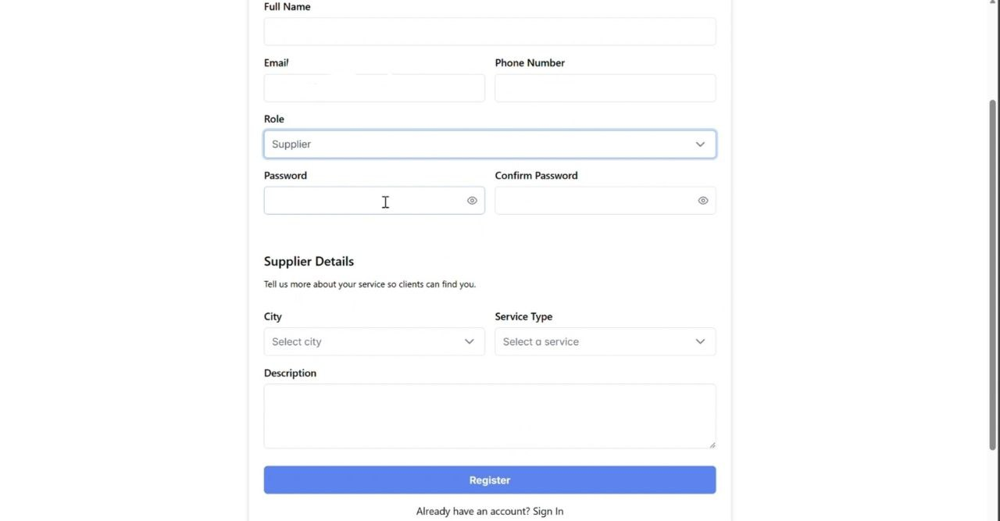 Full Name
Email
Phone Number
Role
Supplier
Password
Confirm Password
Supplier Details
Tell us more about your service so clients can find you.
City
Service Type
Select city
Select a service
Description
Register
Already have an account? Sign In